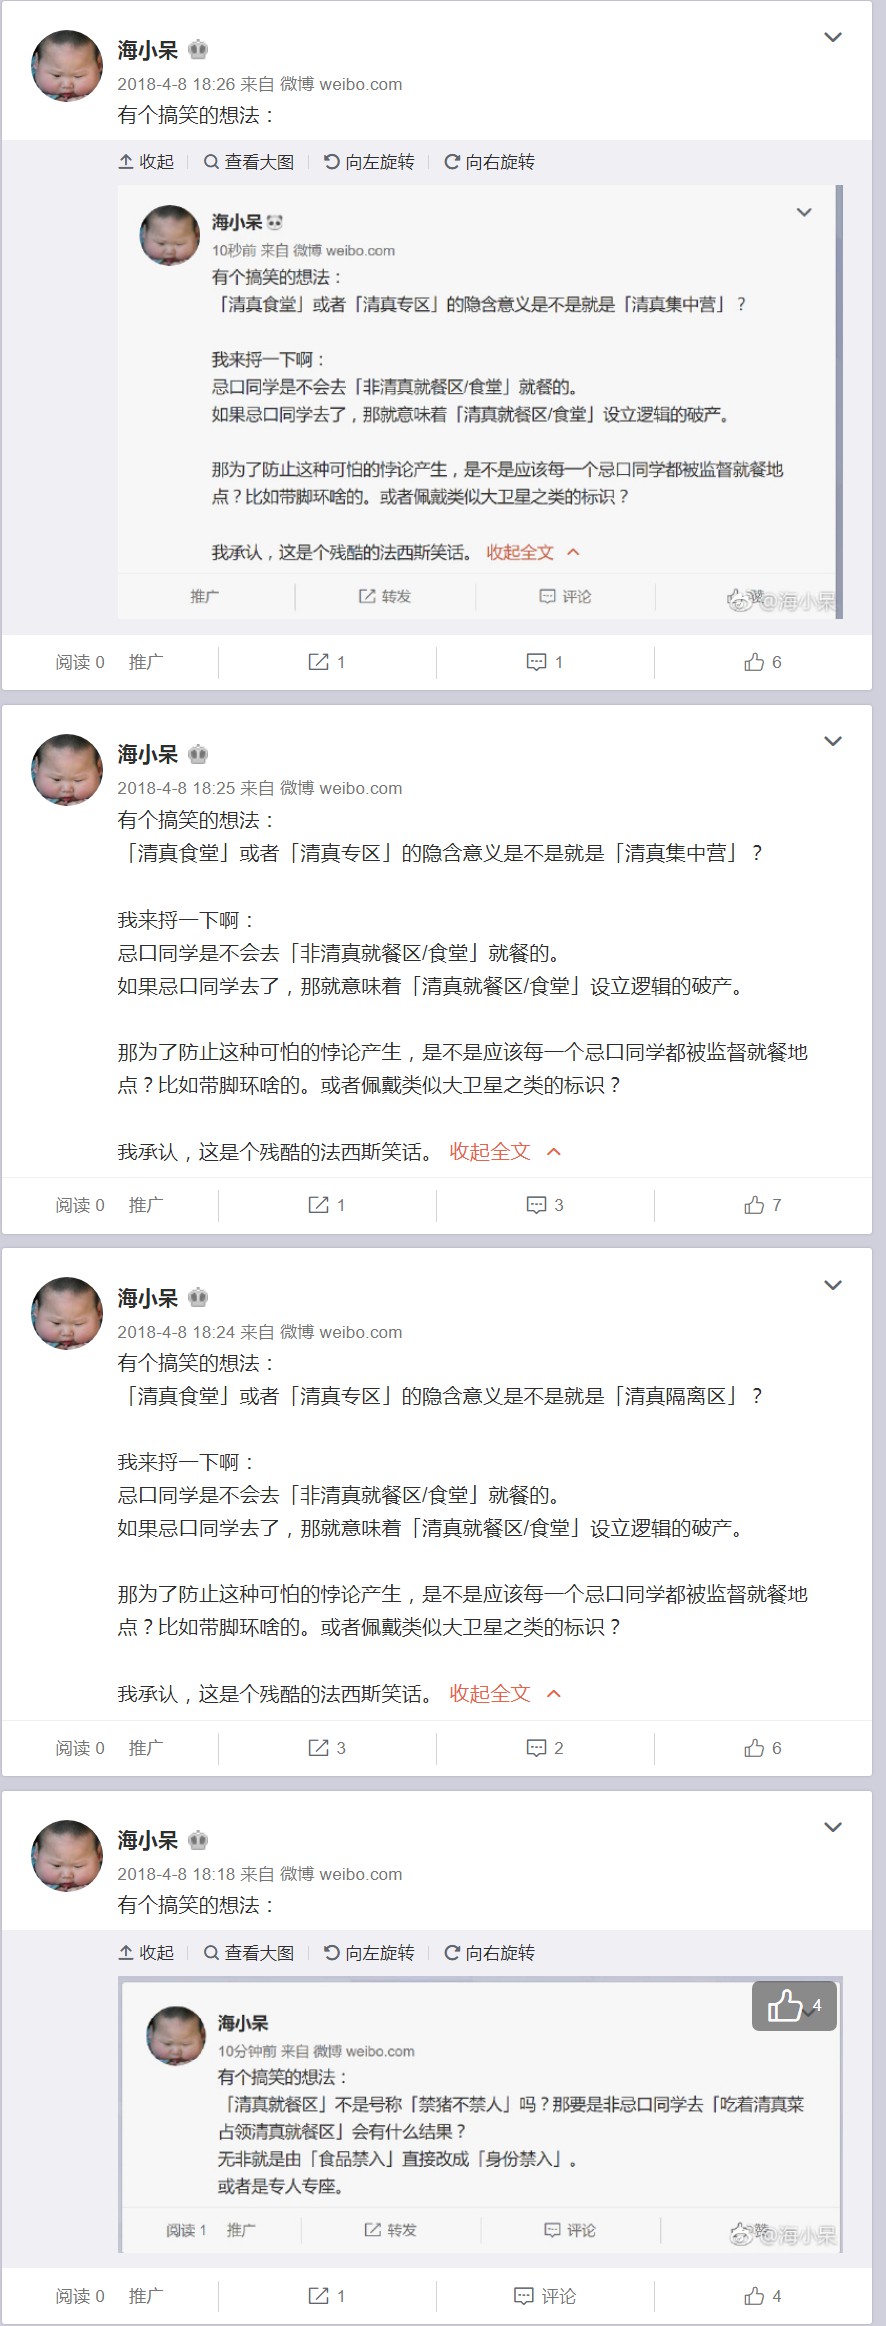 海小呆
2018-4-8 18:26 来自 微博 weibo.com
有个搞笑的想法：
收起 查看大图 向左旋转 向右旋转
海小呆
10秒前 来自 微博 weibo.com
有个搞笑的想法：
「清真食堂」或者「清真专区」的隐含意义是不是就是「清真集中营」？
我来捋一下啊：
忌口同学是不会去「非清真就餐区/食堂」就餐的。
如果忌口同学去了，那就意味着「清真就餐区/食堂」设立逻辑的破产。
那为了防止这种可怕的悖论产生，是不是应该每一个忌口同学都被监督就餐地
点？比如带脚环啥的。或者佩戴类似大卫星之类的标识？
我承认，这是个残酷的法西斯笑话。 收起全文
推广 转发 评论 赞
@海小呆
阅读 0 推广 1 1 6
海小呆
2018-4-8 18:25 来自 微博 weibo.com
有个搞笑的想法：
「清真食堂」或者「清真专区」的隐含意义是不是就是「清真集中营」？
我来捋一下啊：
忌口同学是不会去「非清真就餐区/食堂」就餐的。
如果忌口同学去了，那就意味着「清真就餐区/食堂」设立逻辑的破产。
那为了防止这种可怕的悖论产生，是不是应该每一个忌口同学都被监督就餐地
点？比如带脚环啥的。或者佩戴类似大卫星之类的标识？
我承认，这是个残酷的法西斯笑话。 收起全文
阅读 0 推广 1 3 7
海小呆
2018-4-8 18:24 来自 微博 weibo.com
有个搞笑的想法：
「清真食堂」或者「清真专区」的隐含意义是不是就是「清真隔离区」？
我来捋一下啊：
忌口同学是不会去「非清真就餐区/食堂」就餐的。
如果忌口同学去了，那就意味着「清真就餐区/食堂」设立逻辑的破产。
那为了防止这种可怕的悖论产生，是不是应该每一个忌口同学都被监督就餐地
点？比如带脚环啥的。或者佩戴类似大卫星之类的标识？
我承认，这是个残酷的法西斯笑话。 收起全文
阅读 0 推广 3 2 6
海小呆
2018-4-8 18:18 来自 微博 weibo.com
有个搞笑的想法：
收起 查看大图 向左旋转 向右旋转
4
海小呆
10分钟前 来自 微博 weibo.com
有个搞笑的想法：
「清真就餐区」不是号称「禁猪不禁人」吗？那要是非忌口同学去「吃着清真菜
占领清真就餐区」会有什么结果？
无非就是由「食品禁入」直接改成「身份禁入」。
或者是专人专座。
阅读 1 推广 转发 评论 赞
@海小呆
阅读 0 推广 1 评论 4